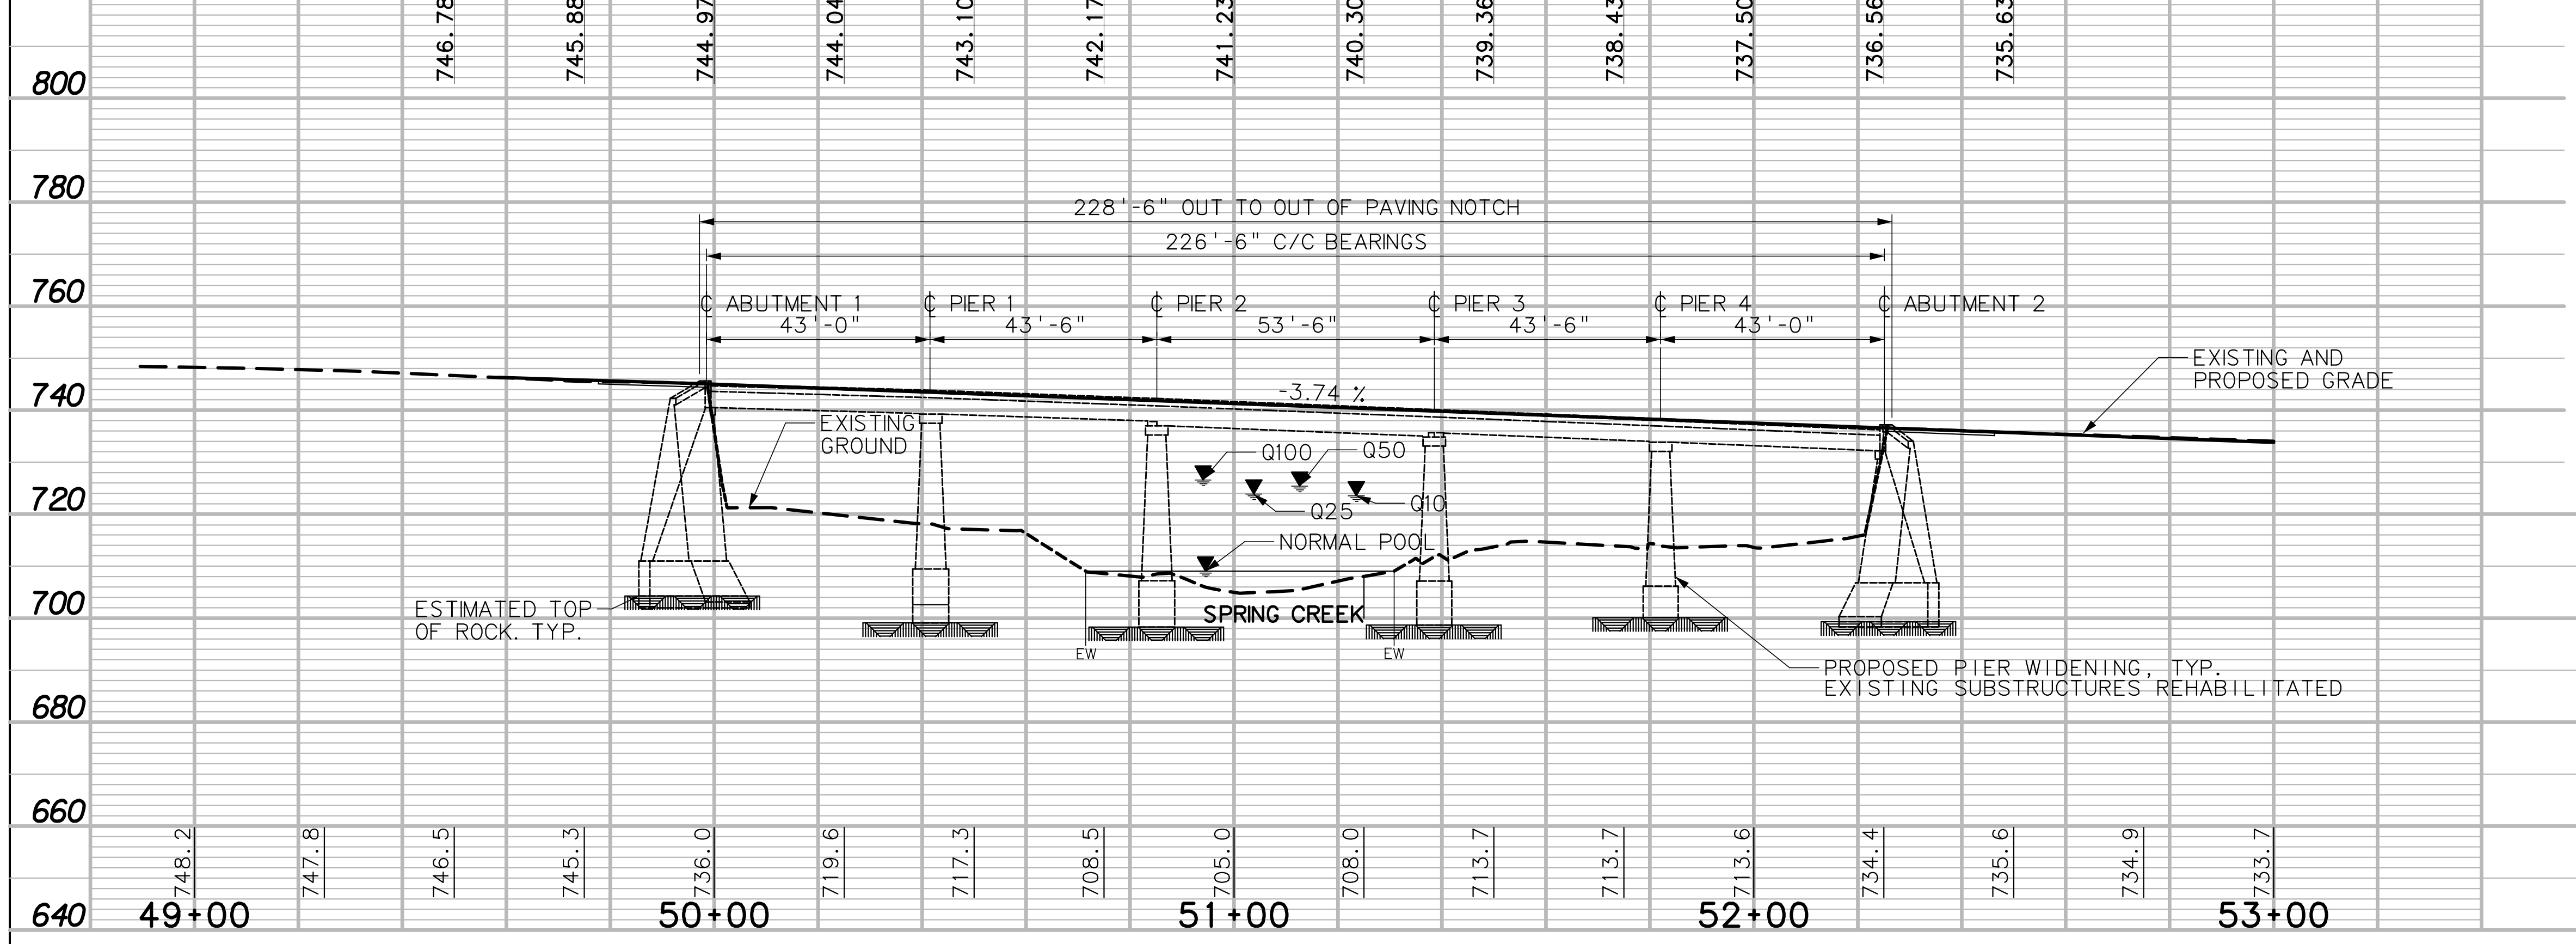 746.78 745.88 744.97 744.04 743.10 742.17 741.23 740.30 739.36 738.43 737.50 736.56 735.63
800
780
228'-6" OUT TO OUT OF PAVING NOTCH
226'-6" C/C BEARINGS
760
℄ ABUTMENT 1 ℄ PIER 1 ℄ PIER 2 ℄ PIER 3 ℄ PIER 4 ℄ ABUTMENT 2
43'-0" 43'-6" 53'-6" 43'-6" 43'-0"
EXISTING AND
PROPOSED GRADE
740
-3.74 %
EXISTING
GROUND
Q100 Q50
Q25 Q10
720
NORMAL POOL
700
ESTIMATED TOP
OF ROCK. TYP.
SPRING CREEK
EW EW
PROPOSED PIER WIDENING, TYP.
EXISTING SUBSTRUCTURES REHABILITATED
680
660
748.2 747.8 746.5 745.3 736.0 719.6 717.3 708.5 705.0 708.0 713.7 713.7 713.6 734.4 735.6 734.9 733.7
640 49+00 50+00 51+00 52+00 53+00